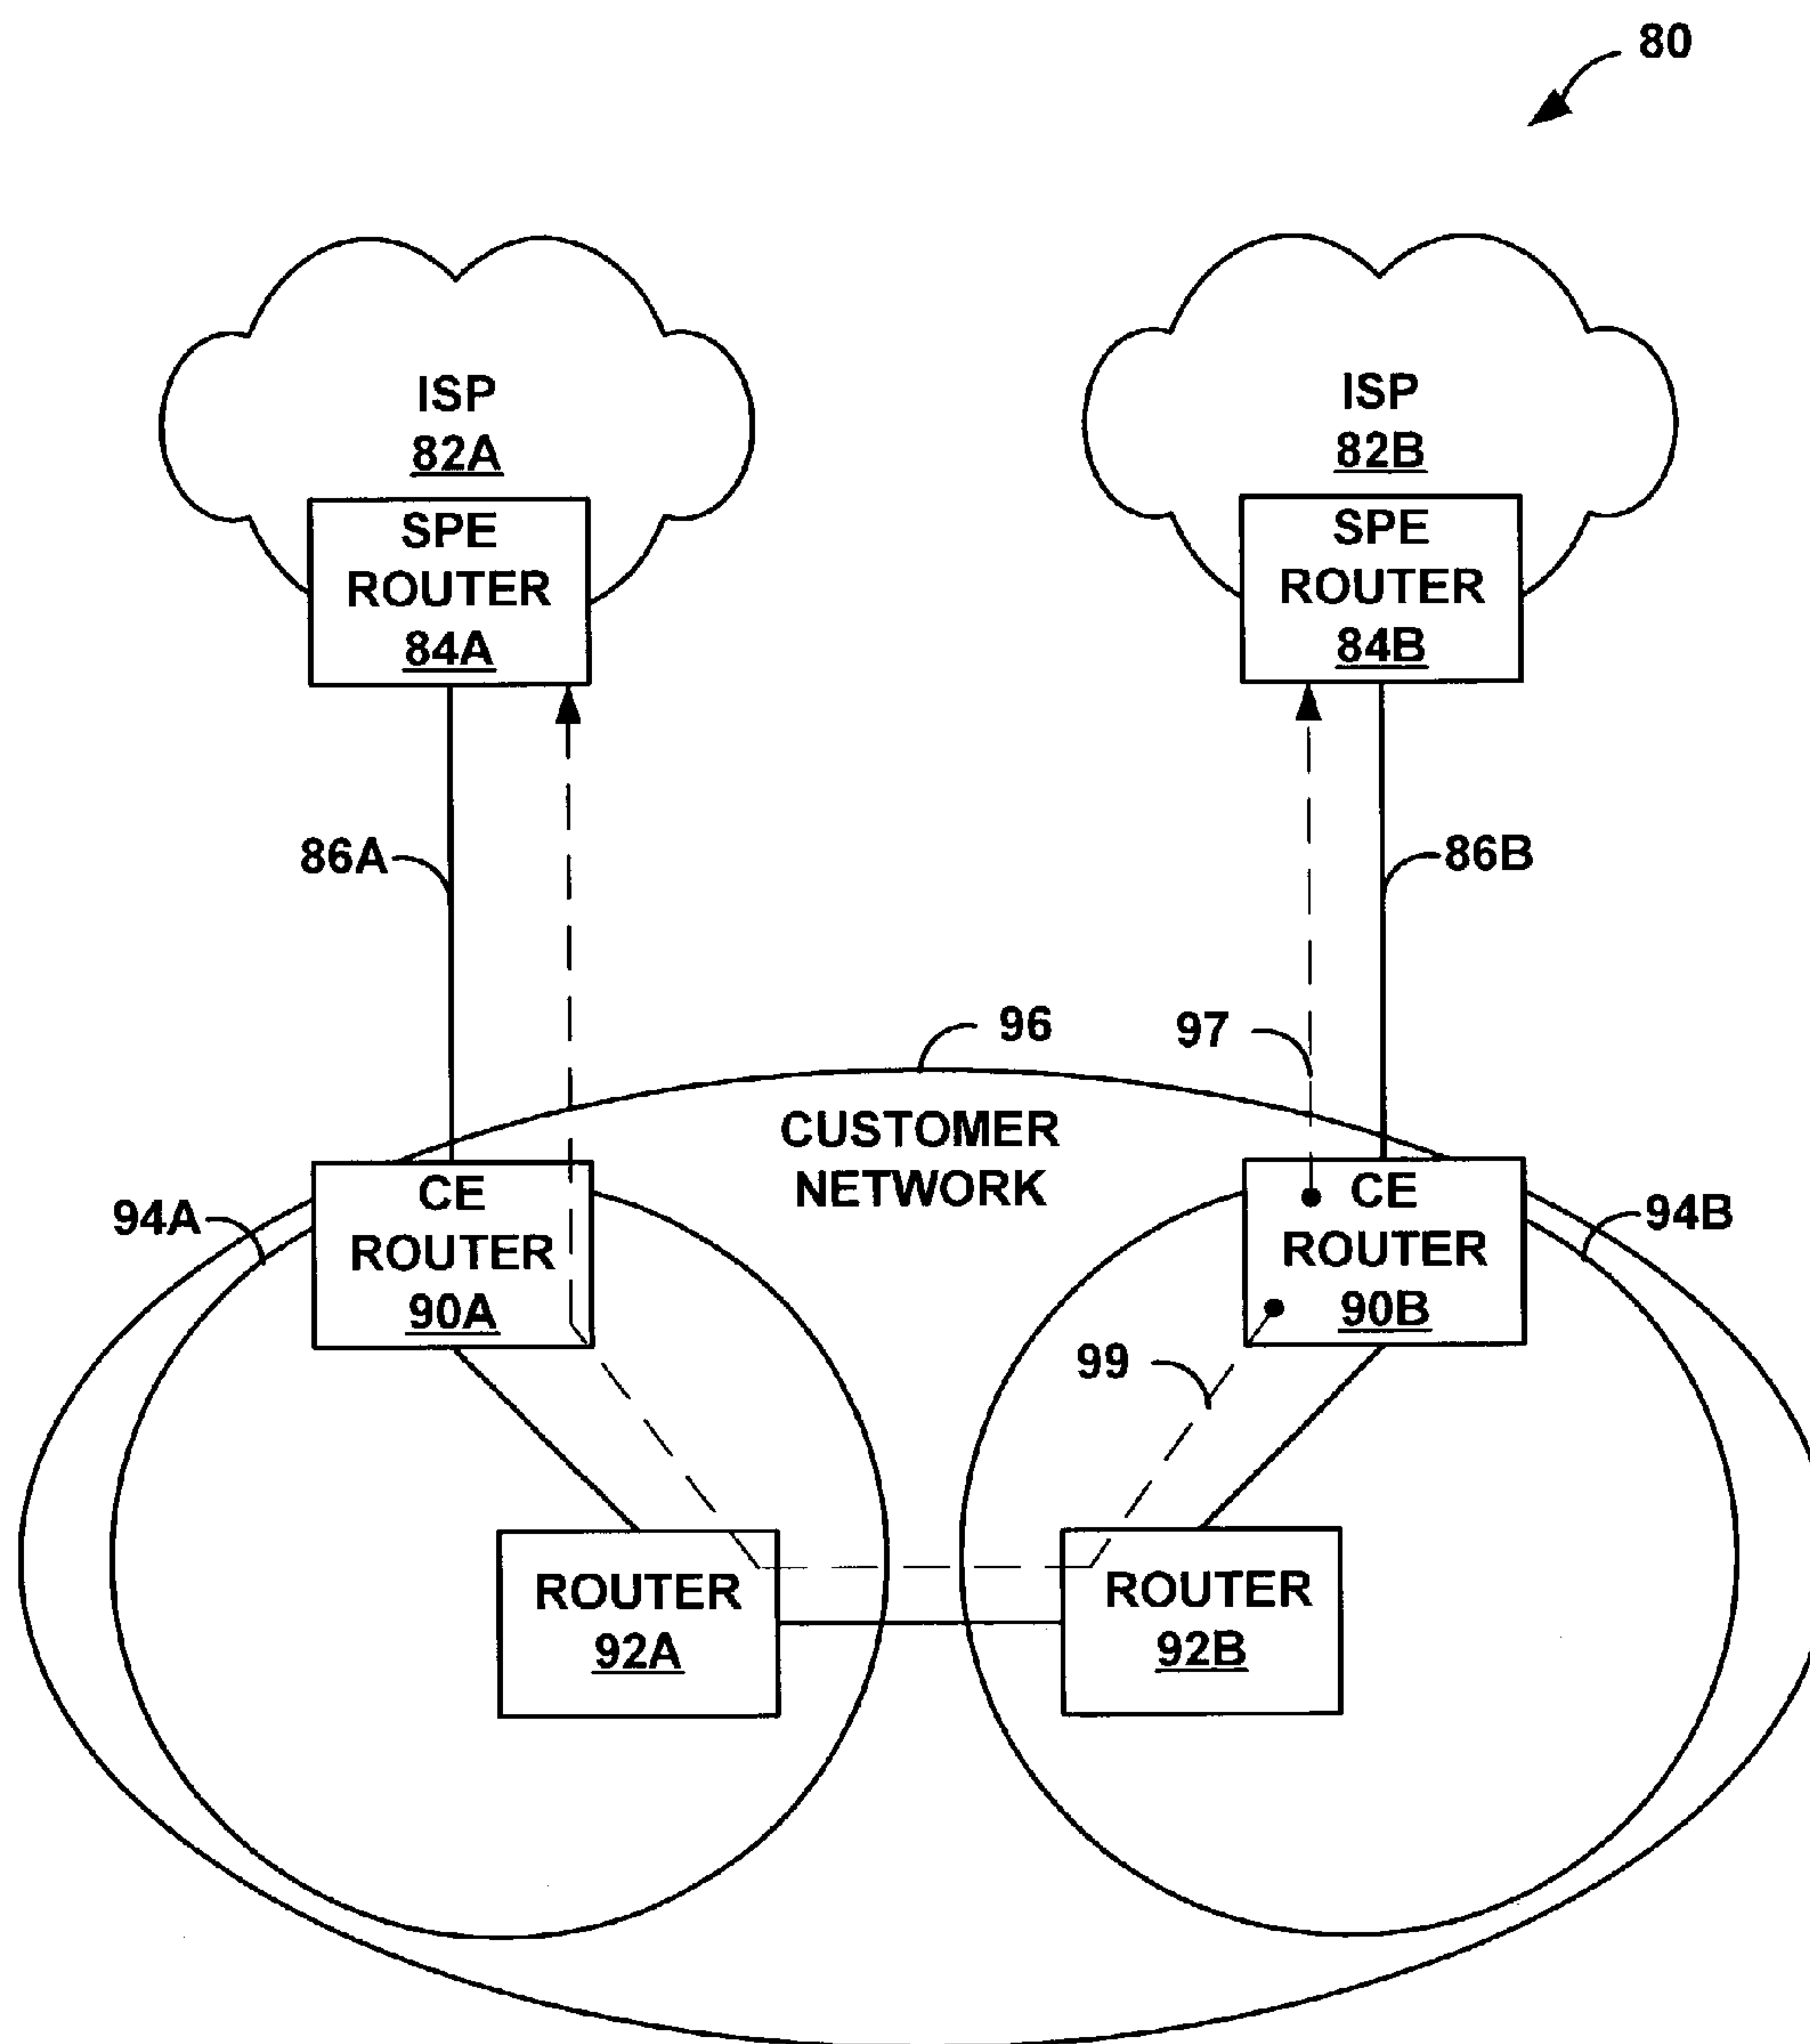 80
ISP
82A
SPE
ROUTER
84A
ISP
82B
SPE
ROUTER
84B
86A
86B
96
97
CUSTOMER
NETWORK
94A
CE
ROUTER
90A
CE
ROUTER
90B
94B
99
ROUTER
92A
ROUTER
92B